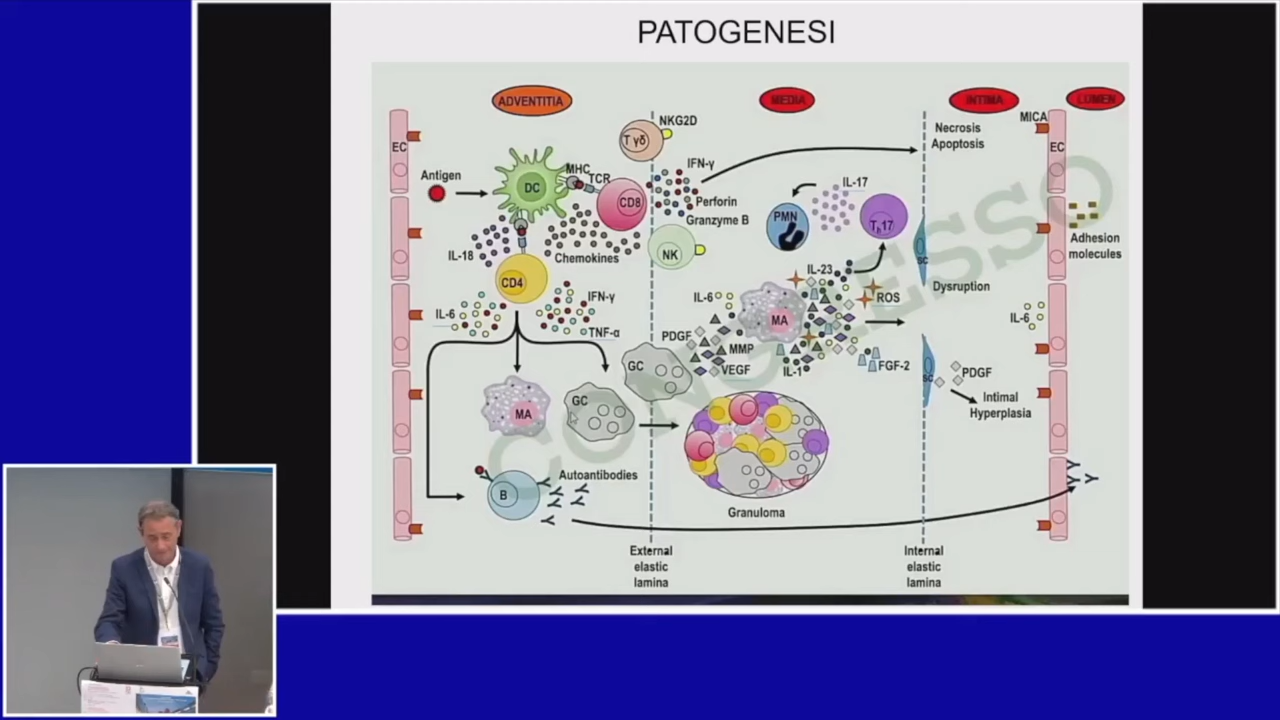 PATOGENESI
ADVENTITIA
MEDIA
INTIMA
LUMEN
EC
Antigen
DC
MHC
TCR
CD8
T γδ
NKG2D
IFN-γ
Perforin
Granzyme B
NK
IL-18
Chemokines
CD4
IL-6
IFN-γ
TNF-α
MA
GC
GC
B
Autoantibodies
External
elastic
lamina
PMN
IL-17
Th17
IL-23
IL-6
MA
ROS
PDGF
MMP
VEGF
IL-1
FGF-2
Granuloma
Necrosis
Apoptosis
SC
Disruption
SC
PDGF
Intimal
Hyperplasia
Internal
elastic
lamina
MICA
EC
Adhesion
molecules
IL-6
CONGRESSO